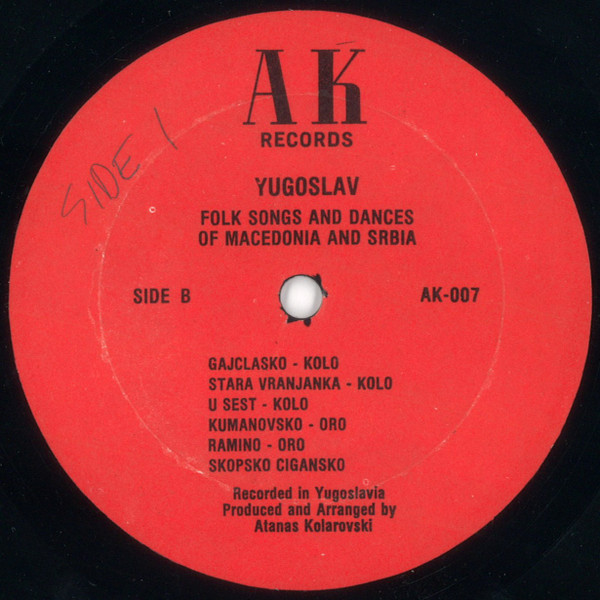 AK
RECORDS
SIDE 1
YUGOSLAV
FOLK SONGS AND DANCES
OF MACEDONIA AND SRBIA
SIDE B
AK-007
GAJCLASKO - KOLO
STARA VRANJANKA - KOLO
U SEST - KOLO
KUMANOVSKO - ORO
RAMINO - ORO
SKOPSKO CIGANSKO
Recorded in Yugoslavia
Produced and Arranged by
Atanas Kolarovski